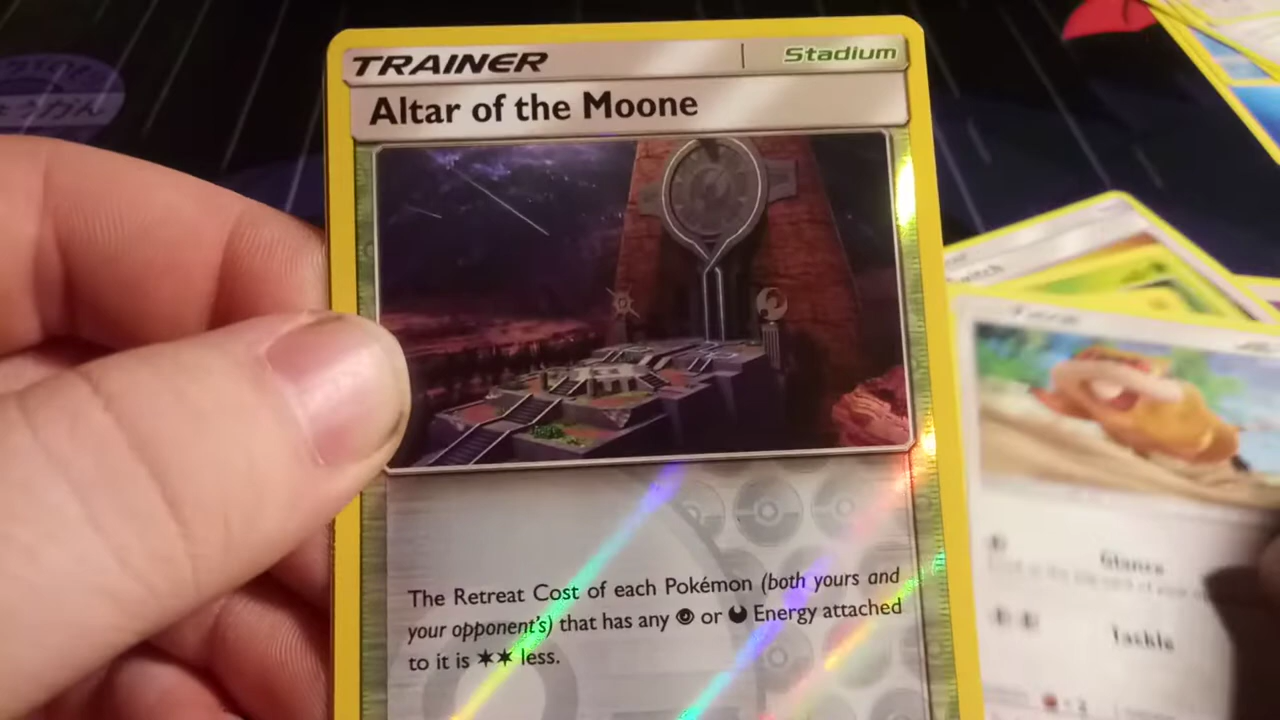 TRAINER
Stadium
Altar of the Moone
The Retreat Cost of each Pokémon (both yours and
your opponent's) that has any or Energy attached
to it is less.
Glance
Tackle